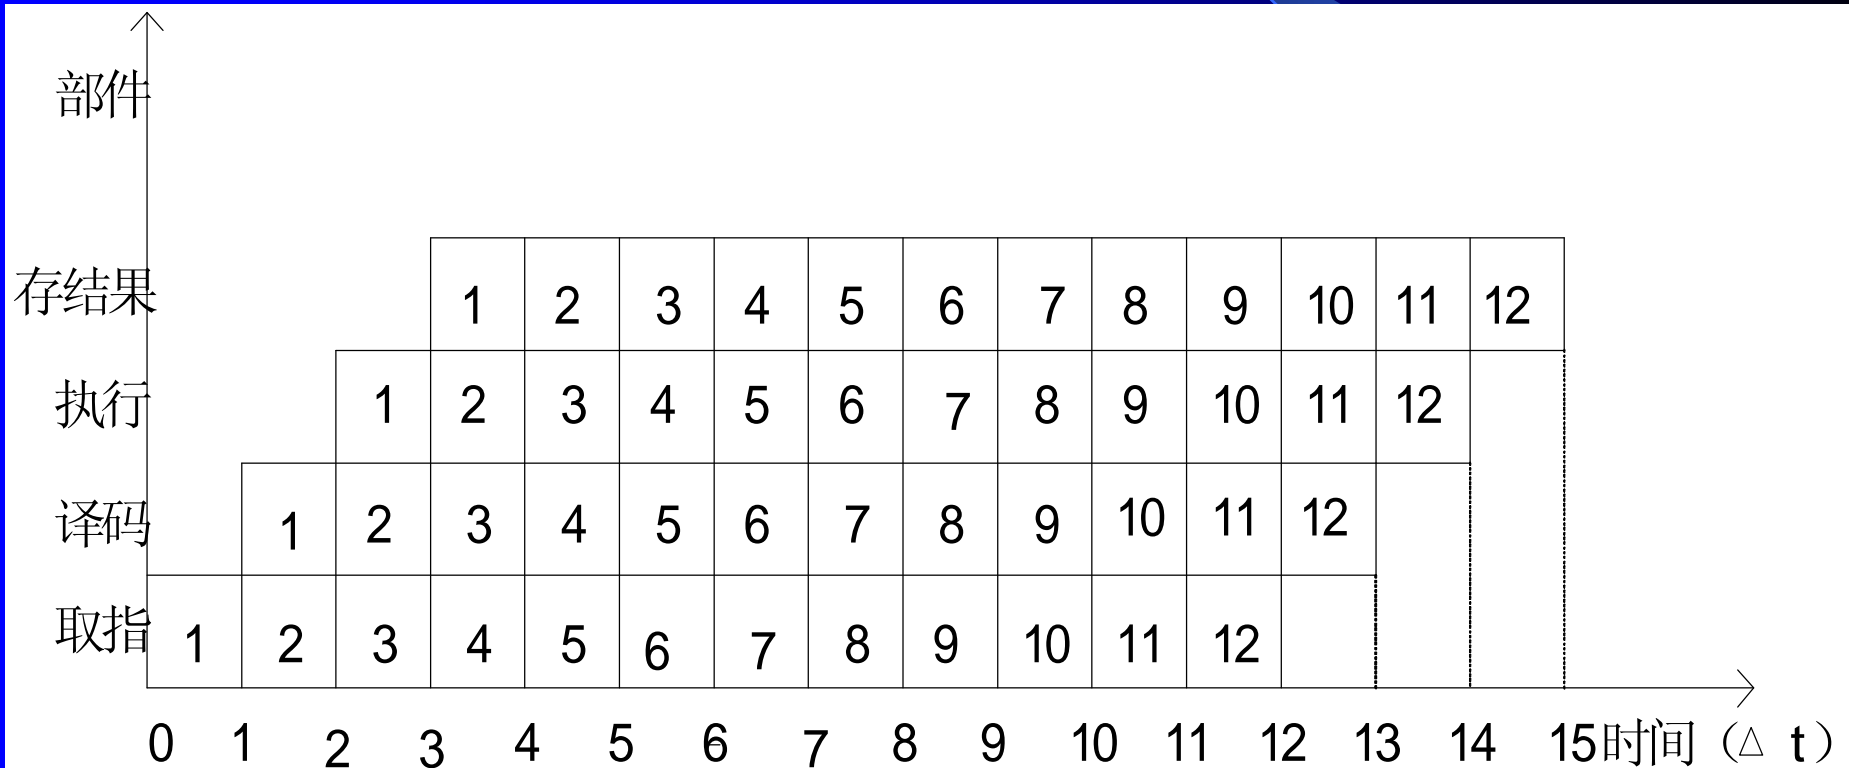 部件
存结果 1 2 3 4 5 6 7 8 9 10 11 12
执行 1 2 3 4 5 6 7 8 9 10 11 12
译码 1 2 3 4 5 6 7 8 9 10 11 12
取指 1 2 3 4 5 6 7 8 9 10 11 12
0 1 2 3 4 5 6 7 8 9 10 11 12 13 14 15 时间（△ t）